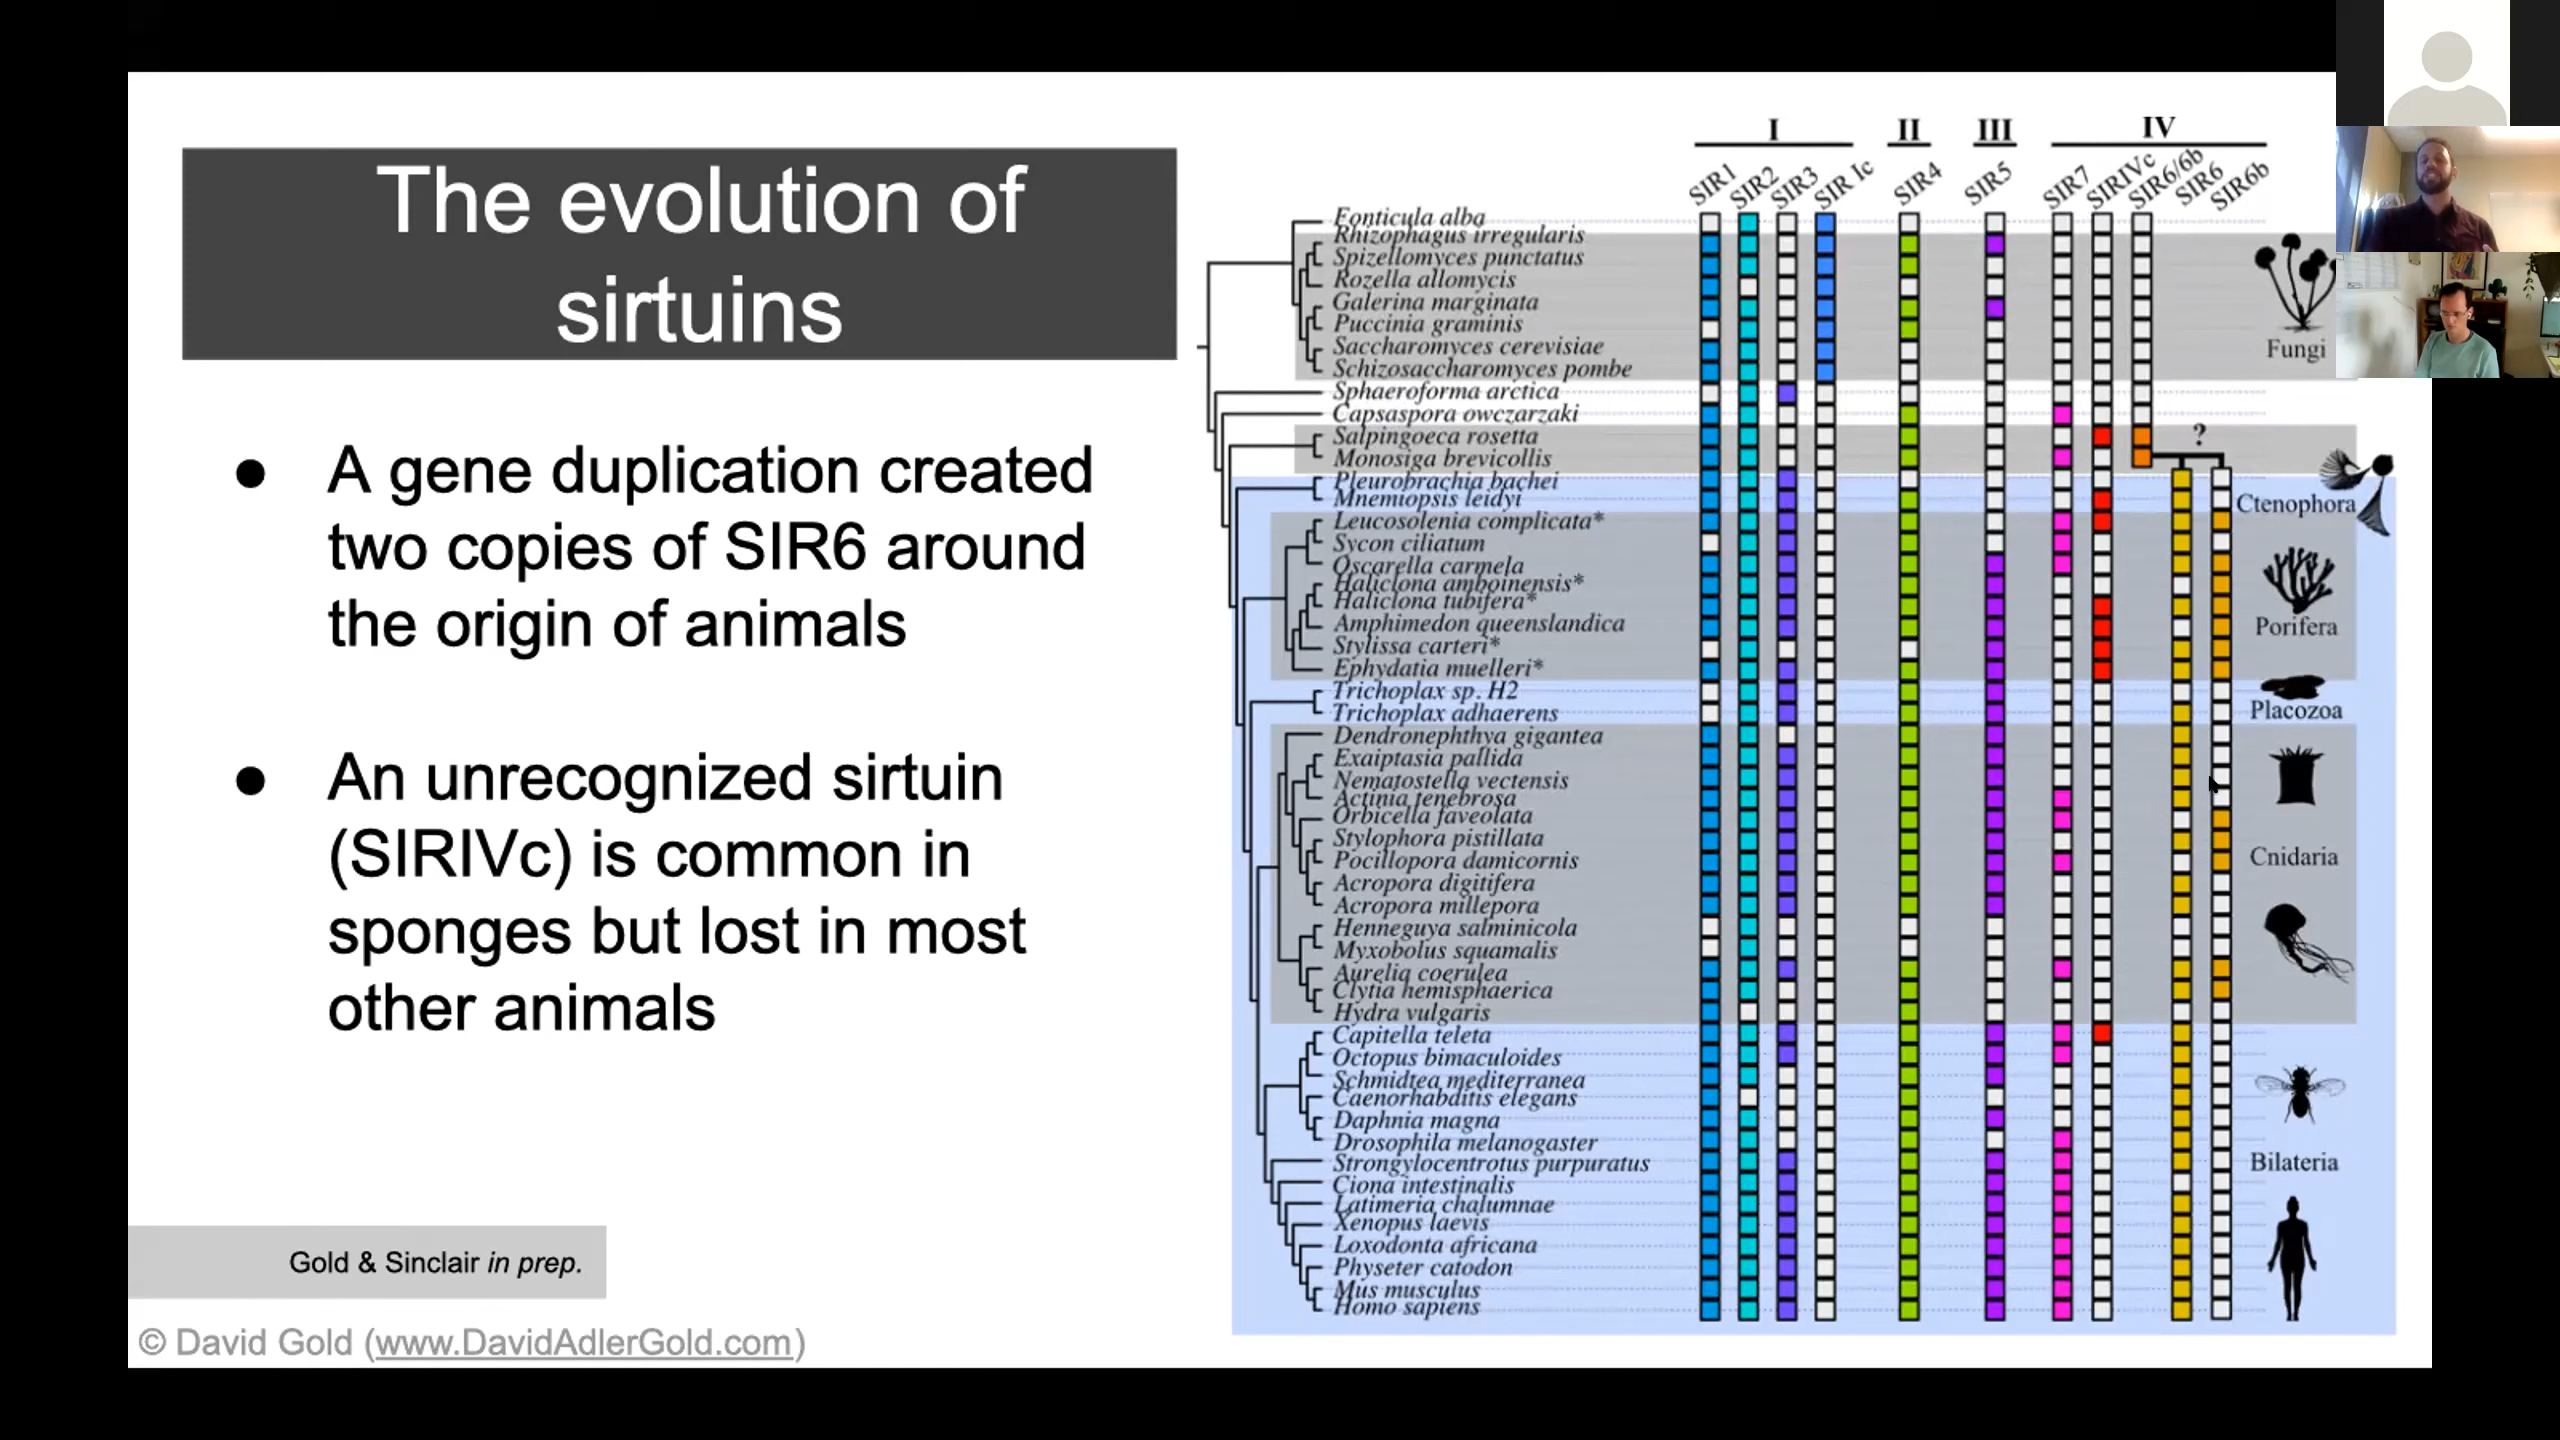 The evolution of
sirtuins
● A gene duplication created
two copies of SIR6 around
the origin of animals
● An unrecognized sirtuin
(SIRIVc) is common in
sponges but lost in most
other animals
Gold & Sinclair in prep.
© David Gold (www.DavidAdlerGold.com)
I II III IV
SIR1 SIR2 SIR3 SIR Ic SIR4 SIR5 SIR7 SIRIVc SIR6/6b SIR6 SIR6b
Fonticula alba
Rhizophagus irregularis
Spizellomyces punctatus
Rozella allomycis
Galerina marginata
Puccinia graminis
Saccharomyces cerevisiae
Schizosaccharomyces pombe
Fungi
Sphaeroforma arctica
Capsaspora owczarzaki
Salpingoeca rosetta
?
Monosiga brevicollis
Pleurobrachia bachei
Mnemiopsis leidyi
Ctenophora
Leucosolenia complicata*
Sycon ciliatum
Oscarella carmela
Haliclona amboinensis*
Haliclona tubifera*
Amphimedon queenslandica
Porifera
Stylissa carteri*
Ephydatia muelleri*
Trichoplax sp. H2
Trichoplax adhaerens
Placozoa
Dendronephthya gigantea
Exaiptasia pallida
Nematostella vectensis
Actinia tenebrosa
Orbicella faveolata
Stylophora pistillata
Pocillopora damicornis
Cnidaria
Acropora digitifera
Acropora millepora
Henneguya salminicola
Myxobolus squamalis
Aurelia coerulea
Clytia hemisphaerica
Hydra vulgaris
Capitella teleta
Octopus bimaculoides
Schmidtea mediterranea
Caenorhabditis elegans
Daphnia magna
Drosophila melanogaster
Strongylocentrotus purpuratus
Bilateria
Ciona intestinalis
Latimeria chalumnae
Xenopus laevis
Loxodonta africana
Physeter catodon
Mus musculus
Homo sapiens